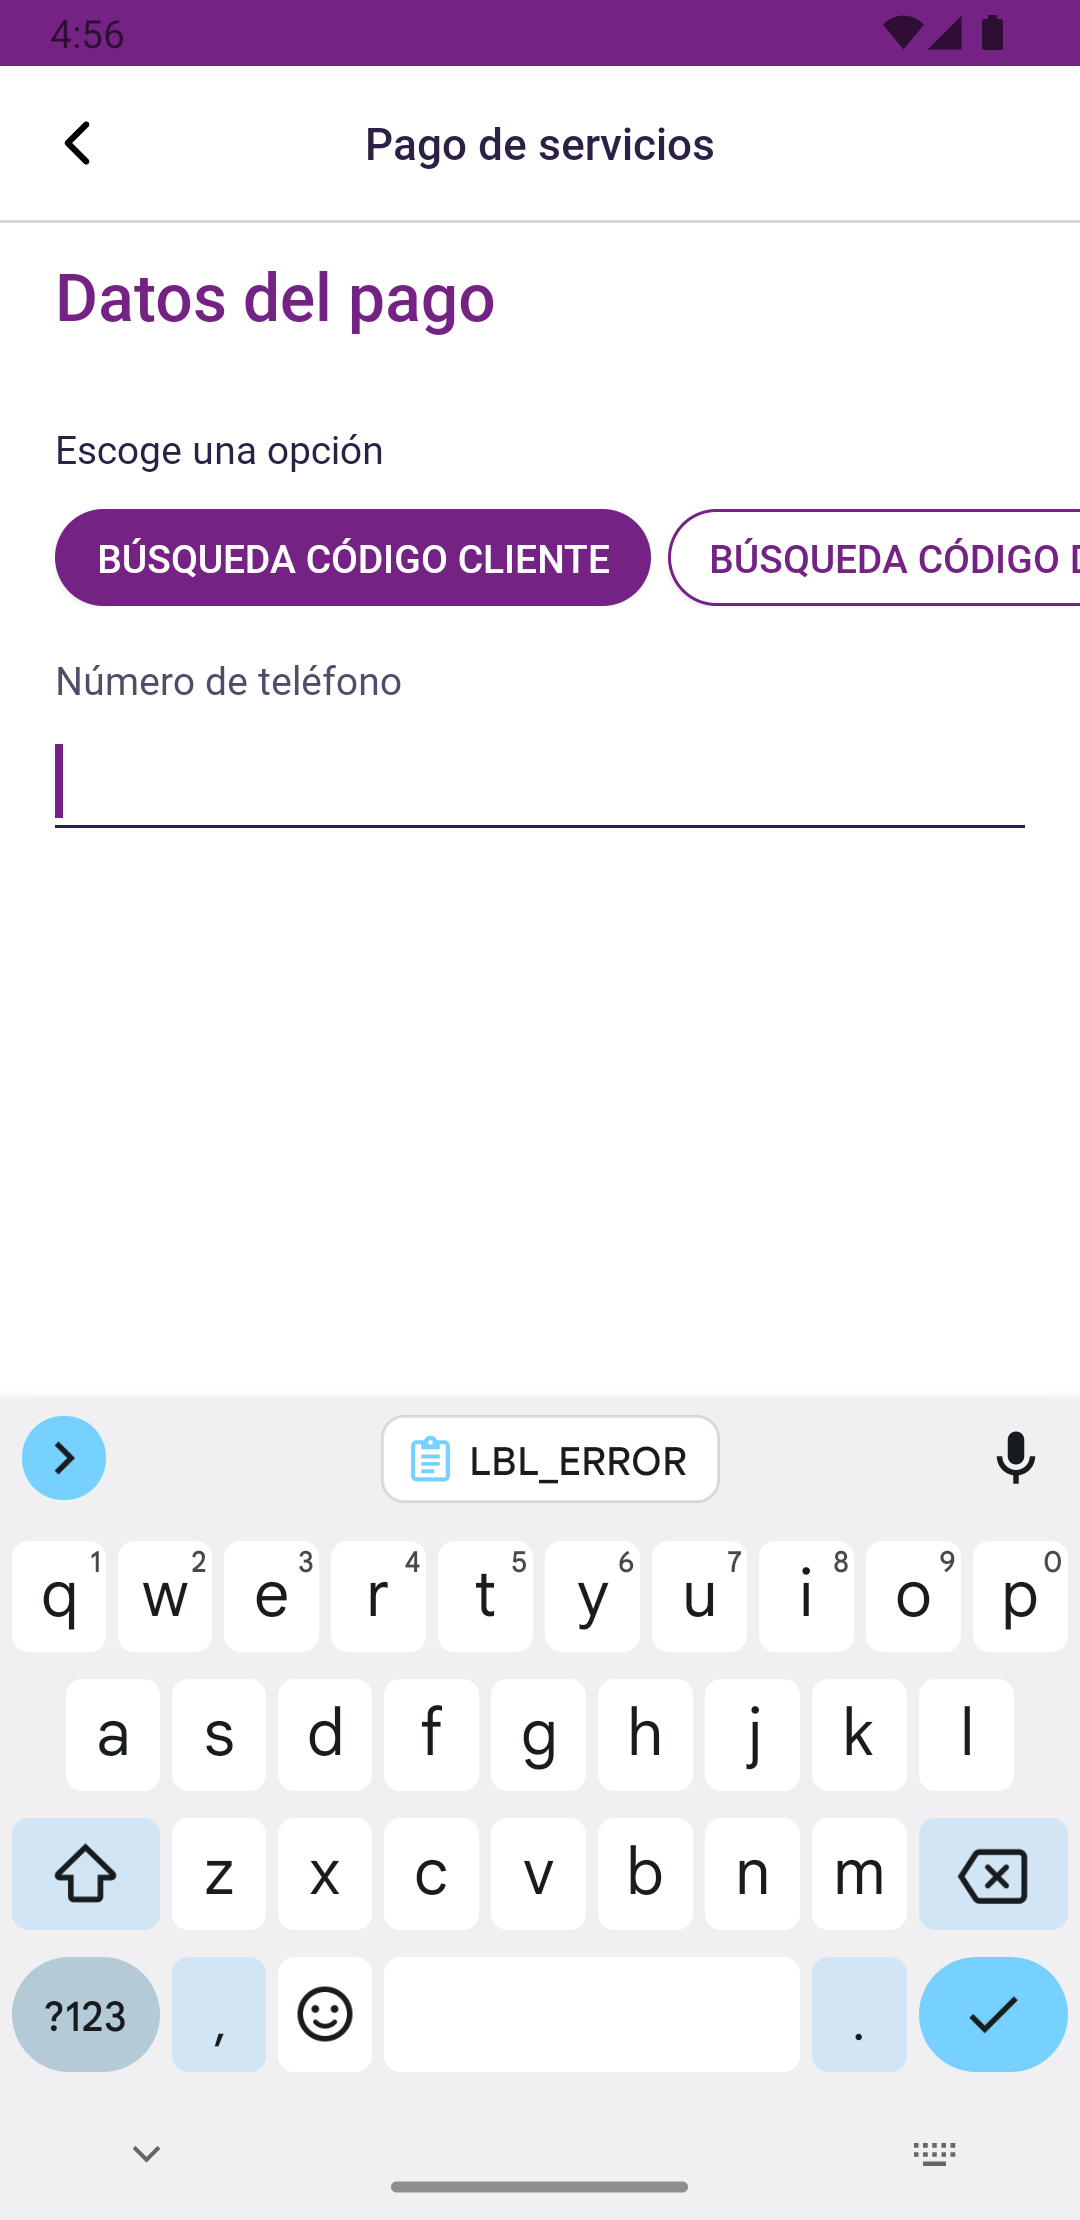 4:56
Pago de servicios
Datos del pago
Escoge una opción
BÚSQUEDA CÓDIGO CLIENTE
BÚSQUEDA CÓDIGO
Número de teléfono
LBL_ERROR
1 2 3 4 5 6 7 8 9 0
q w e r t y u i o p
a s d f g h j k l
z x c v b n m
?123 , .